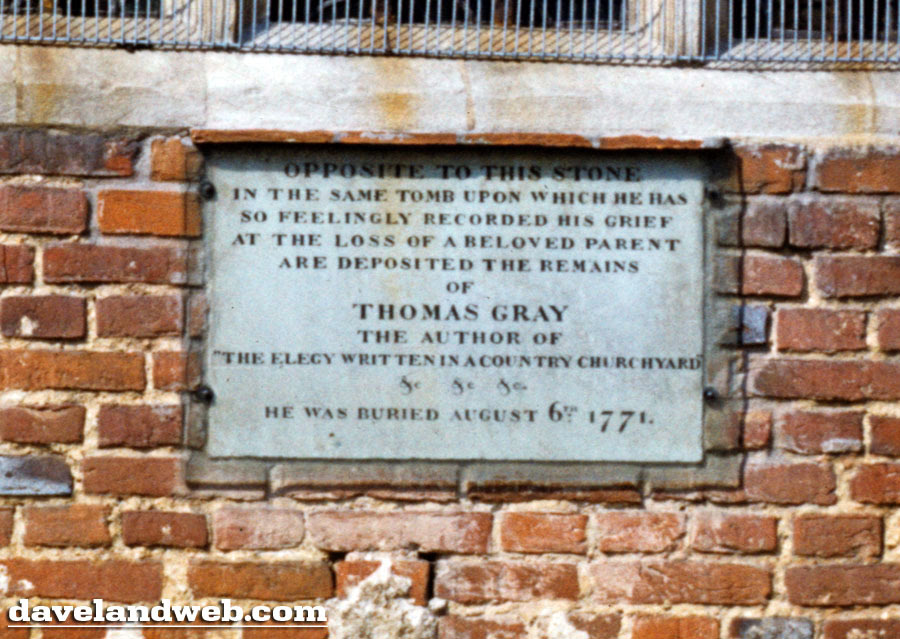 OPPOSITE TO THIS STONE
IN THE SAME TOMB UPON WHICH HE HAS
SO FEELINGLY RECORDED HIS GRIEF
AT THE LOSS OF A BELOVED PARENT
ARE DEPOSITED THE REMAINS
OF
THOMAS GRAY
THE AUTHOR OF
"THE ELEGY WRITTEN IN A COUNTRY CHURCHYARD"
&c &c &c.
HE WAS BURIED AUGUST 6TH. 1771.
davelandweb.com